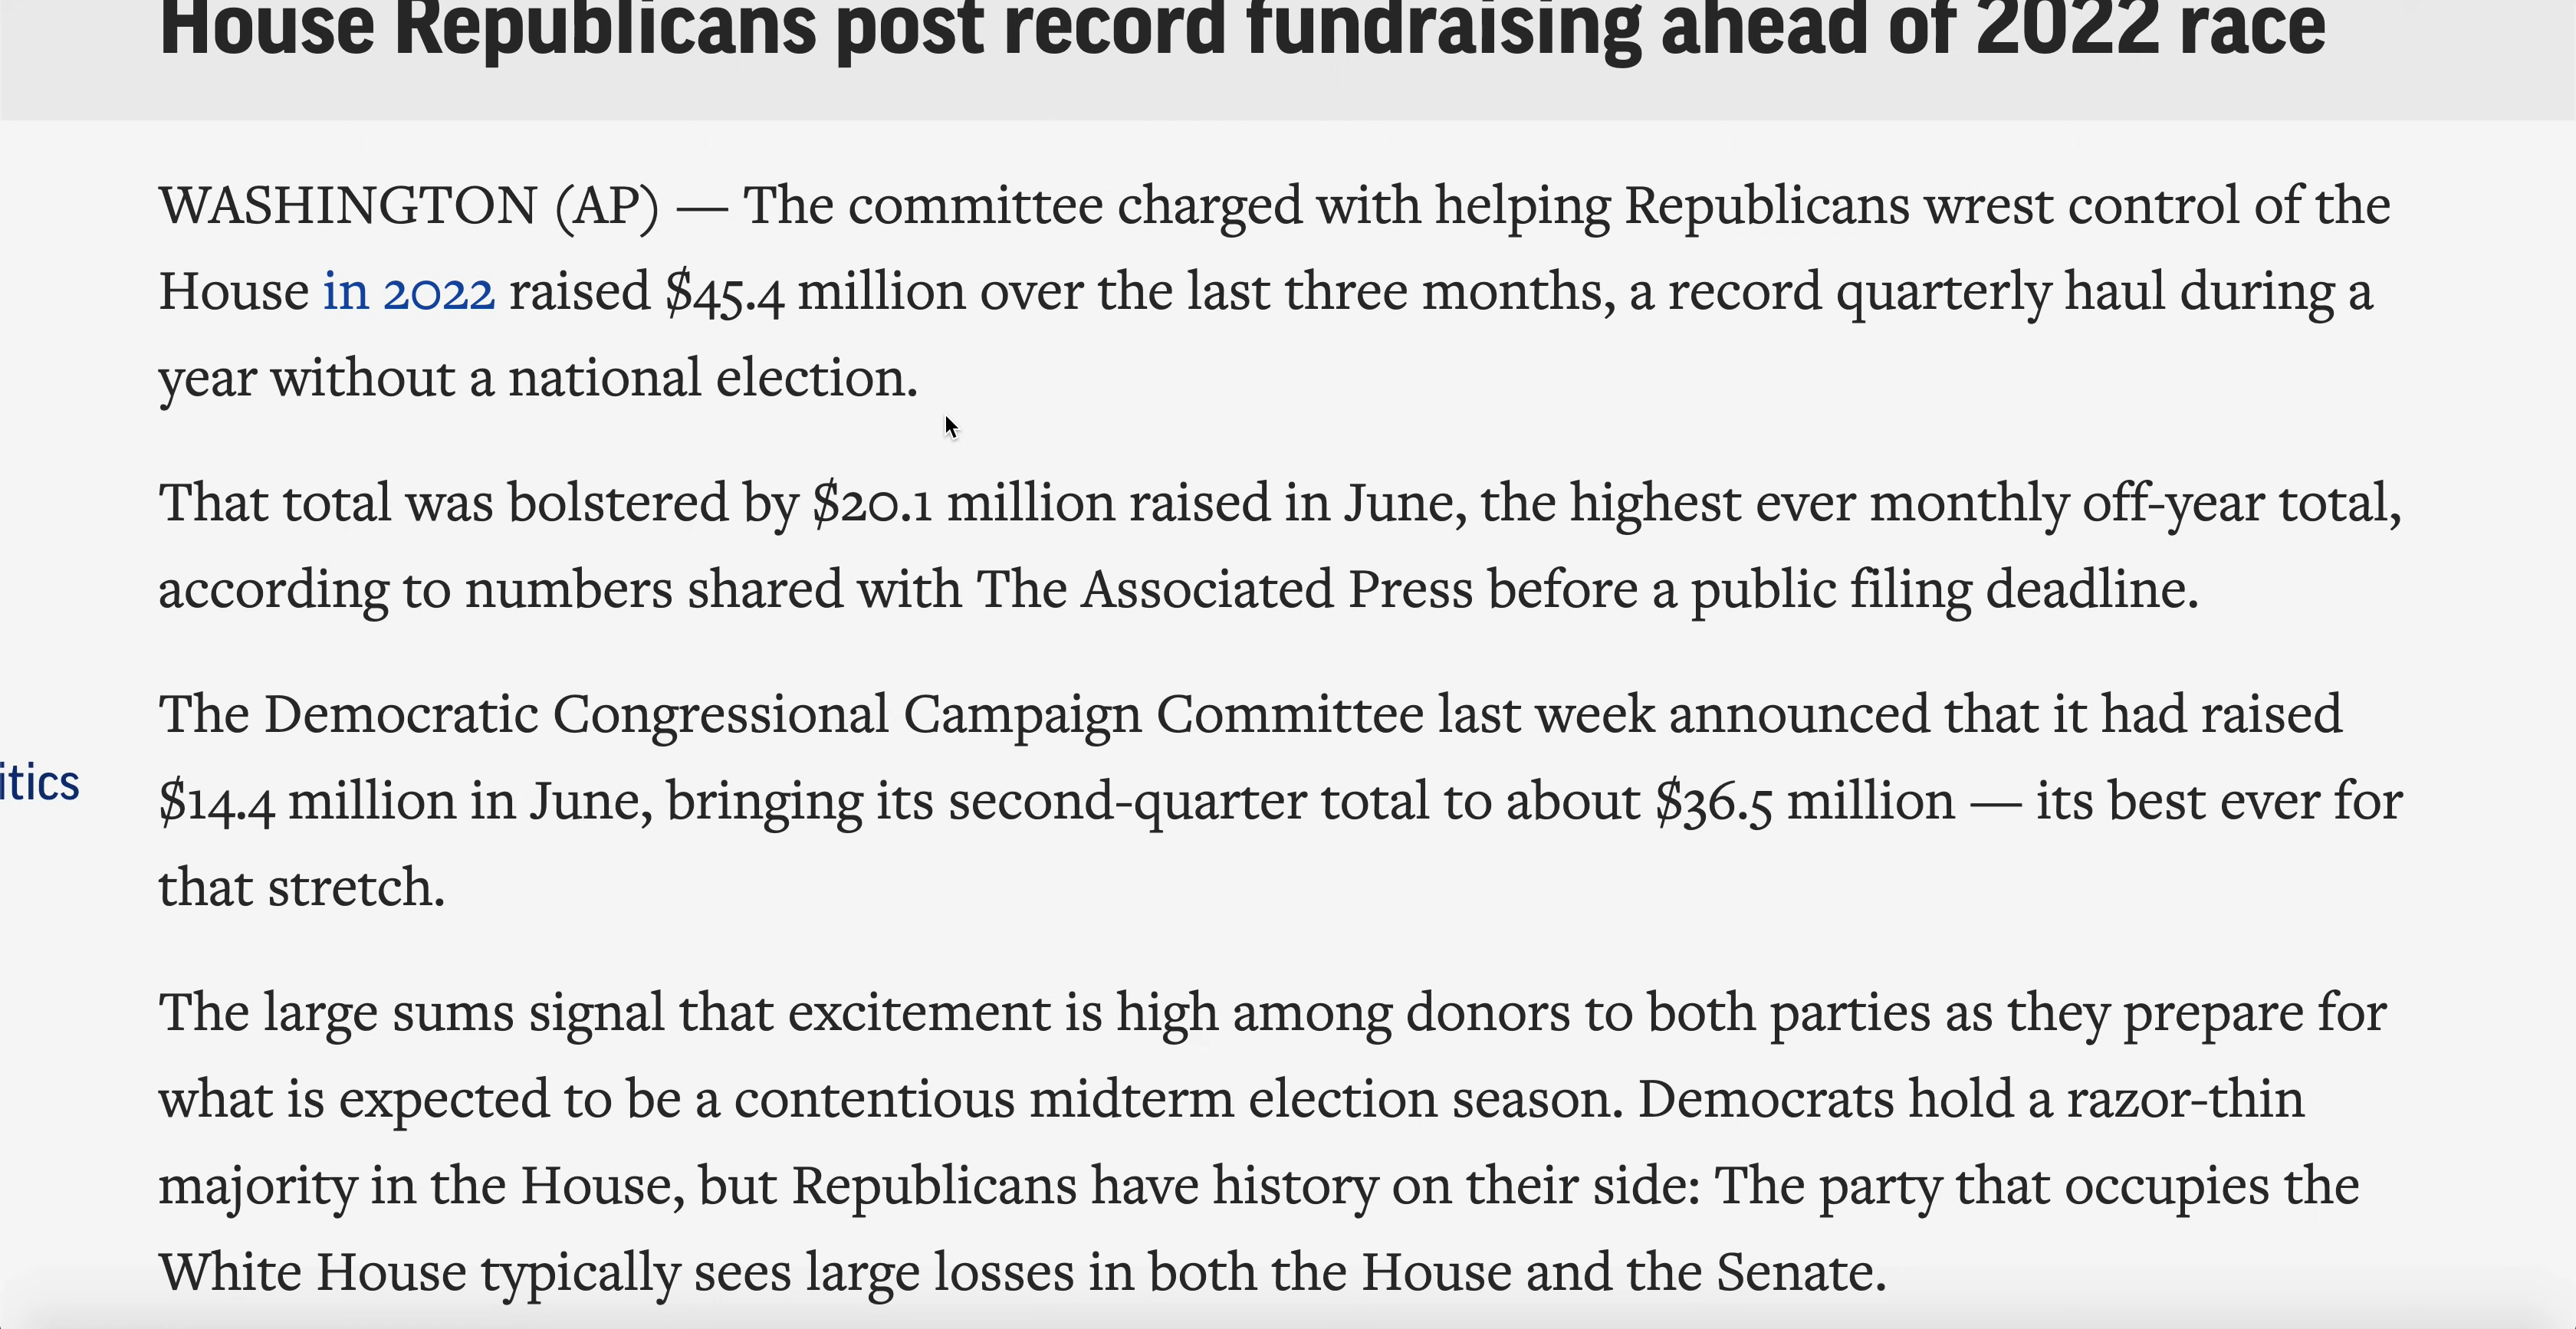 House Republicans post record fundraising ahead of 2022 race
WASHINGTON (AP) — The committee charged with helping Republicans wrest control of the
House in 2022 raised $45.4 million over the last three months, a record quarterly haul during a
year without a national election.
That total was bolstered by $20.1 million raised in June, the highest ever monthly off-year total,
according to numbers shared with The Associated Press before a public filing deadline.
The Democratic Congressional Campaign Committee last week announced that it had raised
itics
$14.4 million in June, bringing its second-quarter total to about $36.5 million — its best ever for
that stretch.
The large sums signal that excitement is high among donors to both parties as they prepare for
what is expected to be a contentious midterm election season. Democrats hold a razor-thin
majority in the House, but Republicans have history on their side: The party that occupies the
White House typically sees large losses in both the House and the Senate.